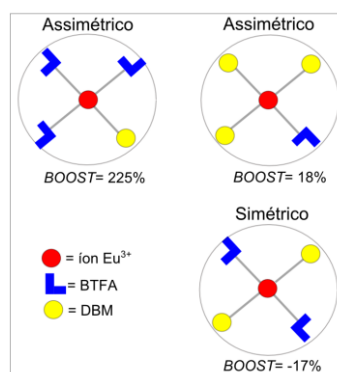 Assimétrico
BOOST= 225%
Assimétrico
BOOST= 18%
Simétrico
BOOST= -17%
= íon Eu³⁺
= BTFA
= DBM